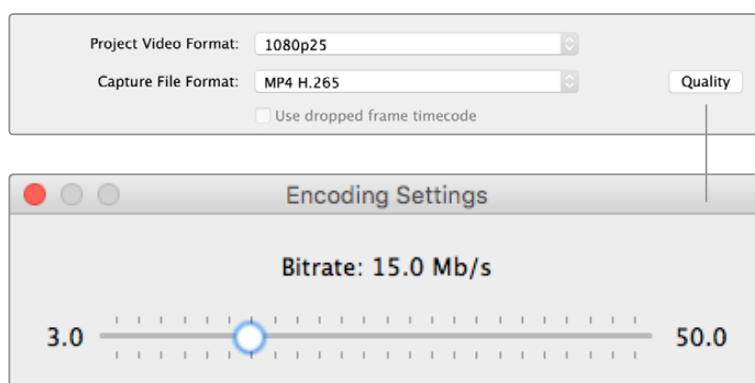 Project Video Format: 1080p25
Capture File Format: MP4 H.265 Quality
Use dropped frame timecode
Encoding Settings
Bitrate: 15.0 Mb/s
3.0 50.0